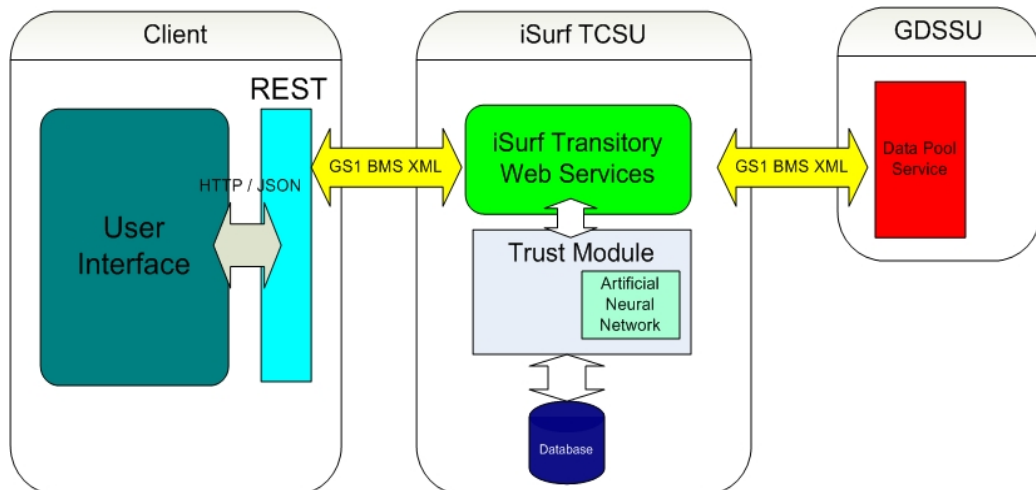 Client
iSurf TCSU
GDSSU
REST
User
Interface
HTTP / JSON
GS1 BMS XML
iSurf Transitory
Web Services
GS1 BMS XML
Data Pool
Service
Trust Module
Artificial
Neural
Network
Database